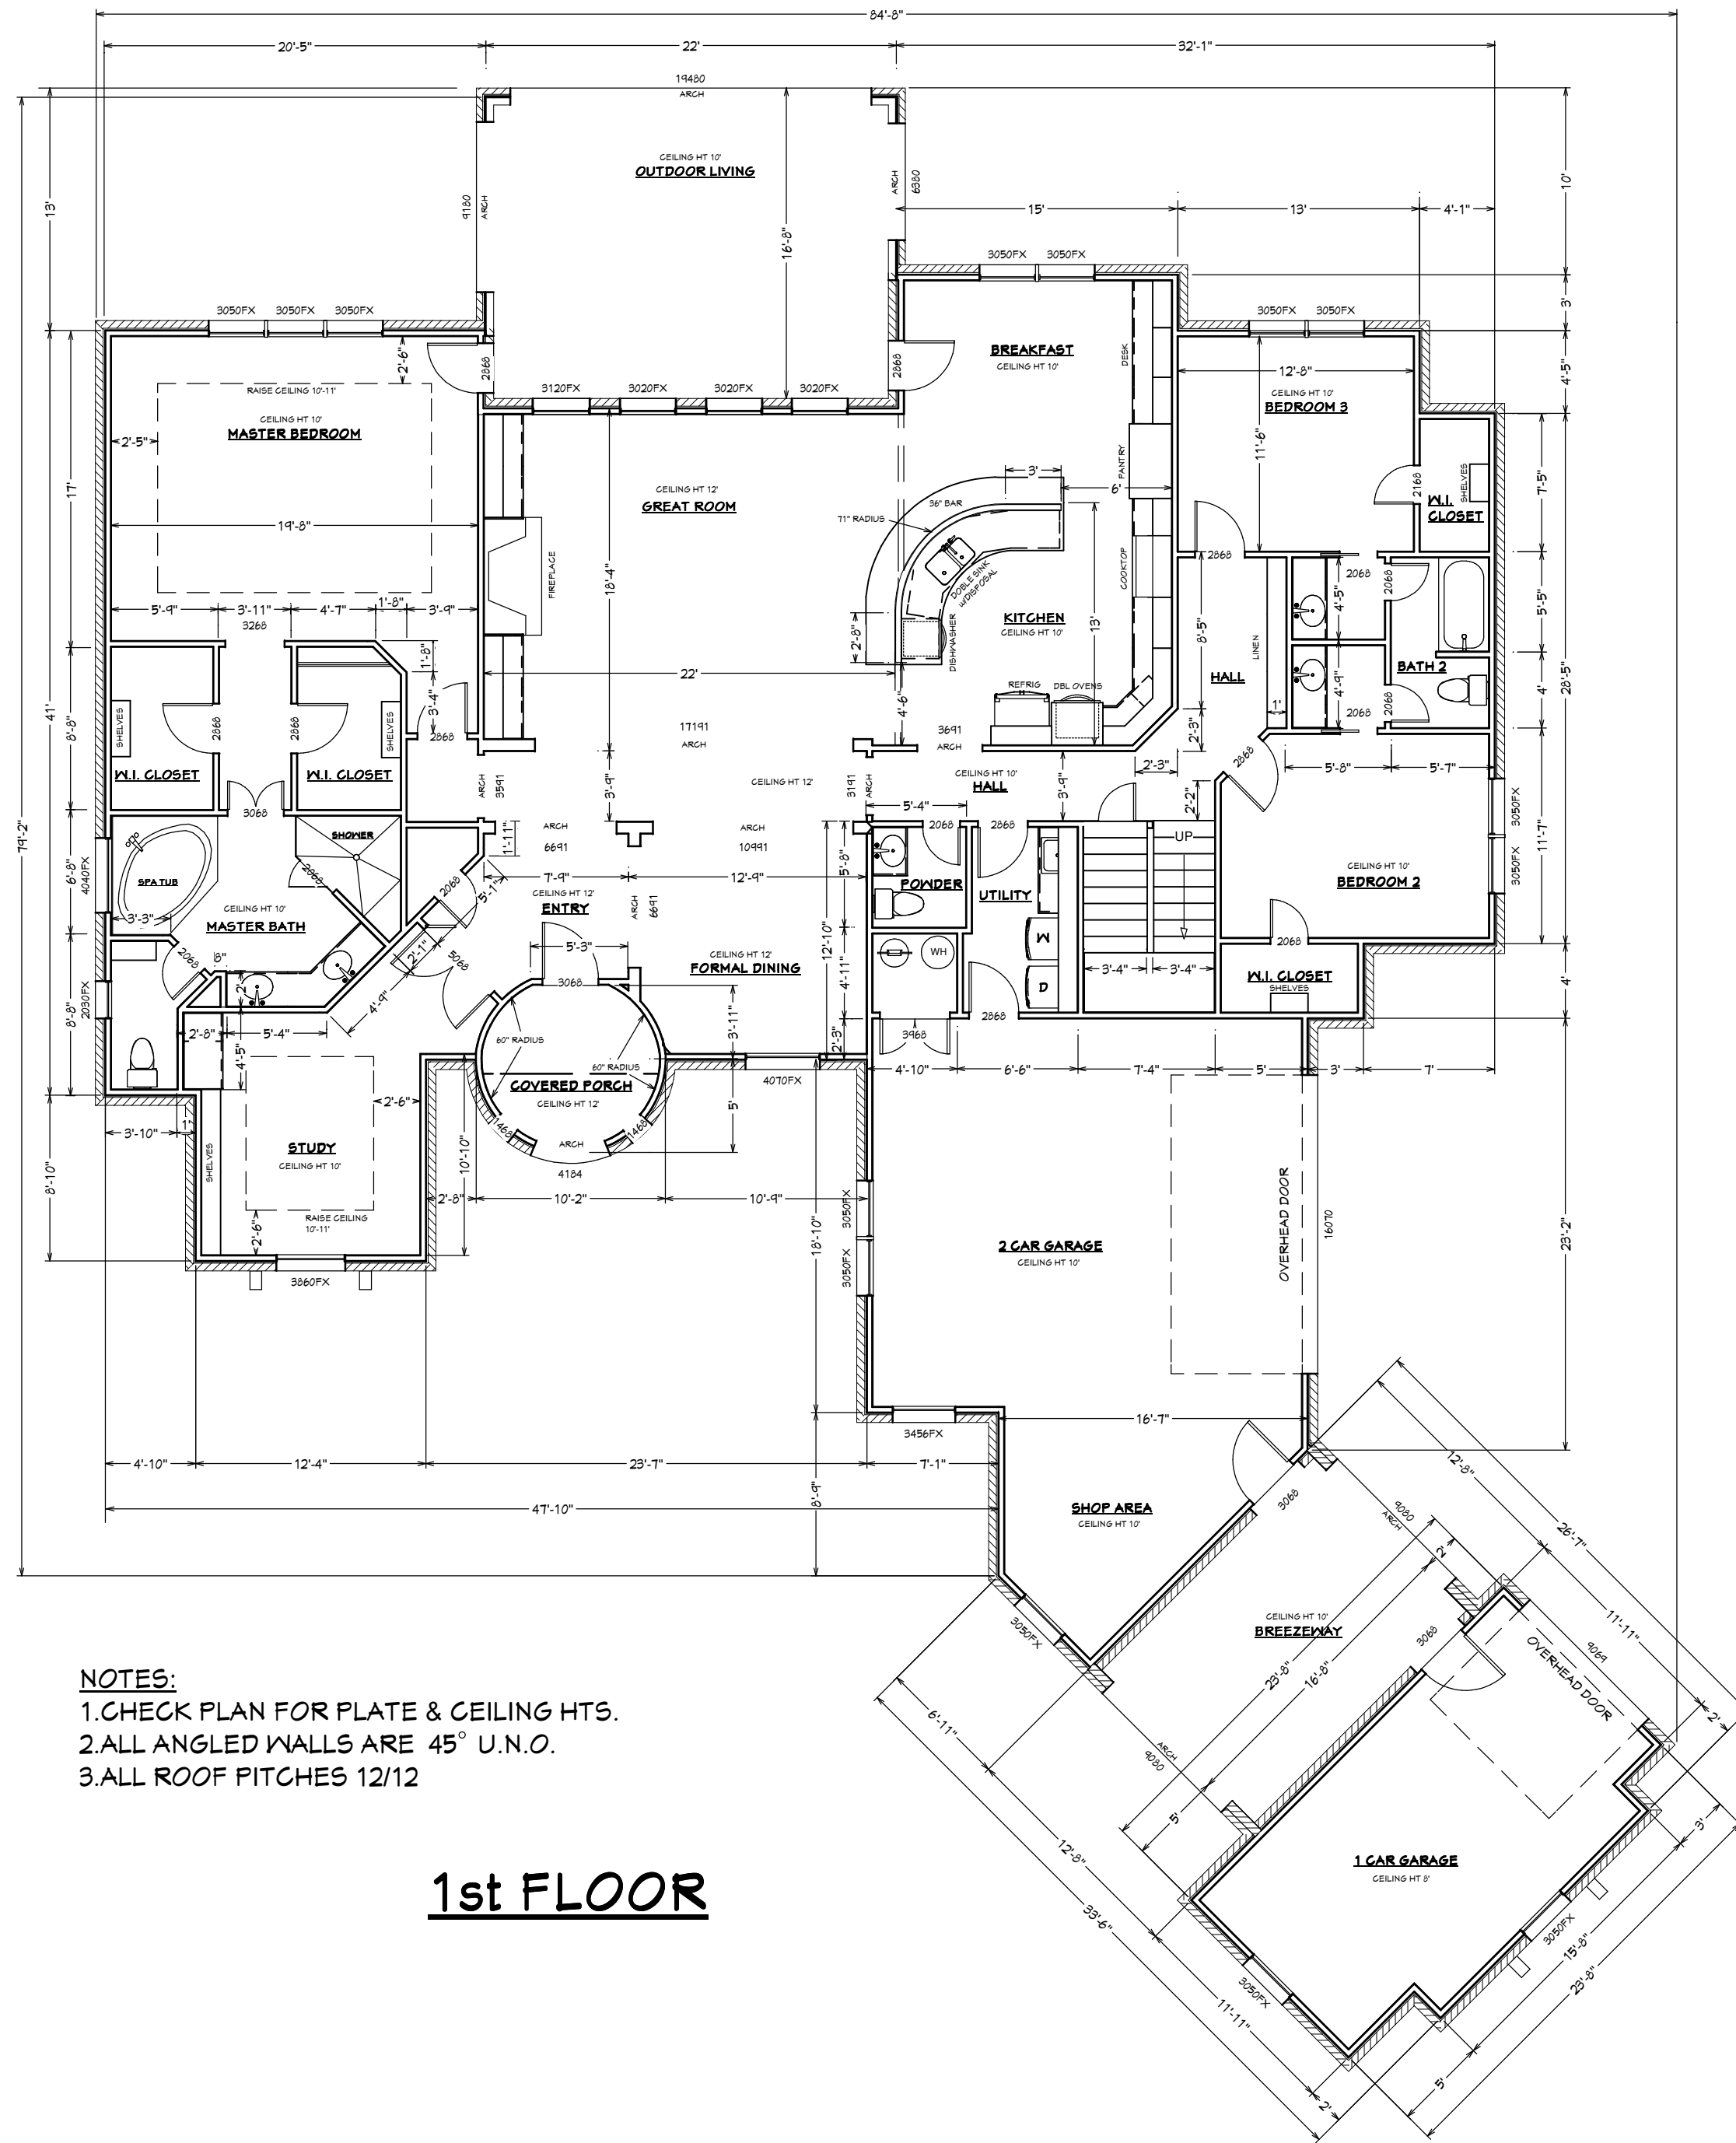 84'-8"
20'-5"
22'
32'-1"
19480
ARCH
CEILING HT 10'
OUTDOOR LIVING
9180
ARCH
ARCH
6380
16'-8"
13'
10'
15'
13'
4'-1"
3050FX
3050FX
3'
3050FX
3050FX
3050FX
3050FX
3050FX
2'-6"
2868
2868
BREAKFAST
CEILING HT 10'
DESK
4'-5"
RAISE CEILING 10'-11"
3120FX
3020FX
3020FX
3020FX
12'-8"
CEILING HT 10'
BEDROOM 3
CEILING HT 10'
MASTER BEDROOM
2'-5"
11'-6"
17'
CEILING HT 12'
GREAT ROOM
3'
6'
PANTRY
2168
SHELVES
W.I.
CLOSET
7'-5"
36" BAR
71" RADIUS
19'-8"
FIREPLACE
18'-4"
DOBLE SINK
W/DISPOSAL
COOKTOP
2868
2068
2068
5'-9"
3'-11"
4'-7"
1'-8"
3'-9"
3268
KITCHEN
CEILING HT 10'
13'
8'-5"
4'-5"
5'-5"
2'-8"
DISHWASHER
LINEN
1'-8"
22'
HALL
4'-9"
BATH 2
4'
28'-5"
3'-4"
REFRIG
DBL OVENS
1'
2068
2068
41'
8'-8"
SHELVES
2868
2868
SHELVES
2868
17191
ARCH
4'-6"
3691
ARCH
2'-3"
2868
W.I. CLOSET
W.I. CLOSET
ARCH
3591
3'-9"
CEILING HT 12'
3191
ARCH
CEILING HT 10'
HALL
3'-9"
2'-3"
5'-8"
5'-7"
79'-2"
3068
5'-4"
2'-2"
3050FX
SHOWER
1'-11"
ARCH
6691
ARCH
10991
2068
2868
UP
11'-7"
6'-8"
4040FX
SPA TUB
2868
7'-9"
12'-9"
5'-8"
3050FX
CEILING HT 10'
BEDROOM 2
2068
5'-1"
CEILING HT 12'
ENTRY
ARCH
6691
POWDER
UTILITY
3'-3"
CEILING HT 10'
MASTER BATH
5'-3"
12'-10"
2068
8"
2'-1"
5068
CEILING HT 12'
FORMAL DINING
4'-11"
WH
W
2068
3'-4"
3'-4"
W.I. CLOSET
SHELVES
4'
2'
3068
D
8'-8"
2030FX
4'-9"
3'-11"
2868
2'-8"
5'-4"
60" RADIUS
2'-3"
3968
4'-5"
60" RADIUS
4070FX
4'-10"
6'-6"
7'-4"
5'
3'
7'
COVERED PORCH
CEILING HT 12'
2'-6"
5'
3'-10"
1'
1468
1468
ARCH
4184
STUDY
CEILING HT 10'
SHELVES
10'-10"
8'-10"
2'-8"
10'-2"
10'-9"
RAISE CEILING
10'-11'
2'-6"
3860FX
18'-10"
3050FX
3050FX
2 CAR GARAGE
CEILING HT 10'
OVERHEAD DOOR
16070
23'-2"
16'-7"
3456FX
4'-10"
12'-4"
23'-7"
7'-1"
47'-10"
8'-9"
SHOP AREA
CEILING HT 10'
3068
12'-8"
9080
ARCH
26'-7"
2'
3050FX
CEILING HT 10'
BREEZEWAY
3068
11'-11"
9069
OVERHEAD DOOR
23'-8"
16'-8"
2'
6'-11"
ARCH
9080
5'
12'-8"
33'-6"
3'
1 CAR GARAGE
CEILING HT 8'
3050FX
15'-8"
23'-8"
3050FX
11'-11"
5'
2'
NOTES:
1.CHECK PLAN FOR PLATE & CEILING HTS.
2.ALL ANGLED WALLS ARE 45° U.N.O.
3.ALL ROOF PITCHES 12/12
1st FLOOR